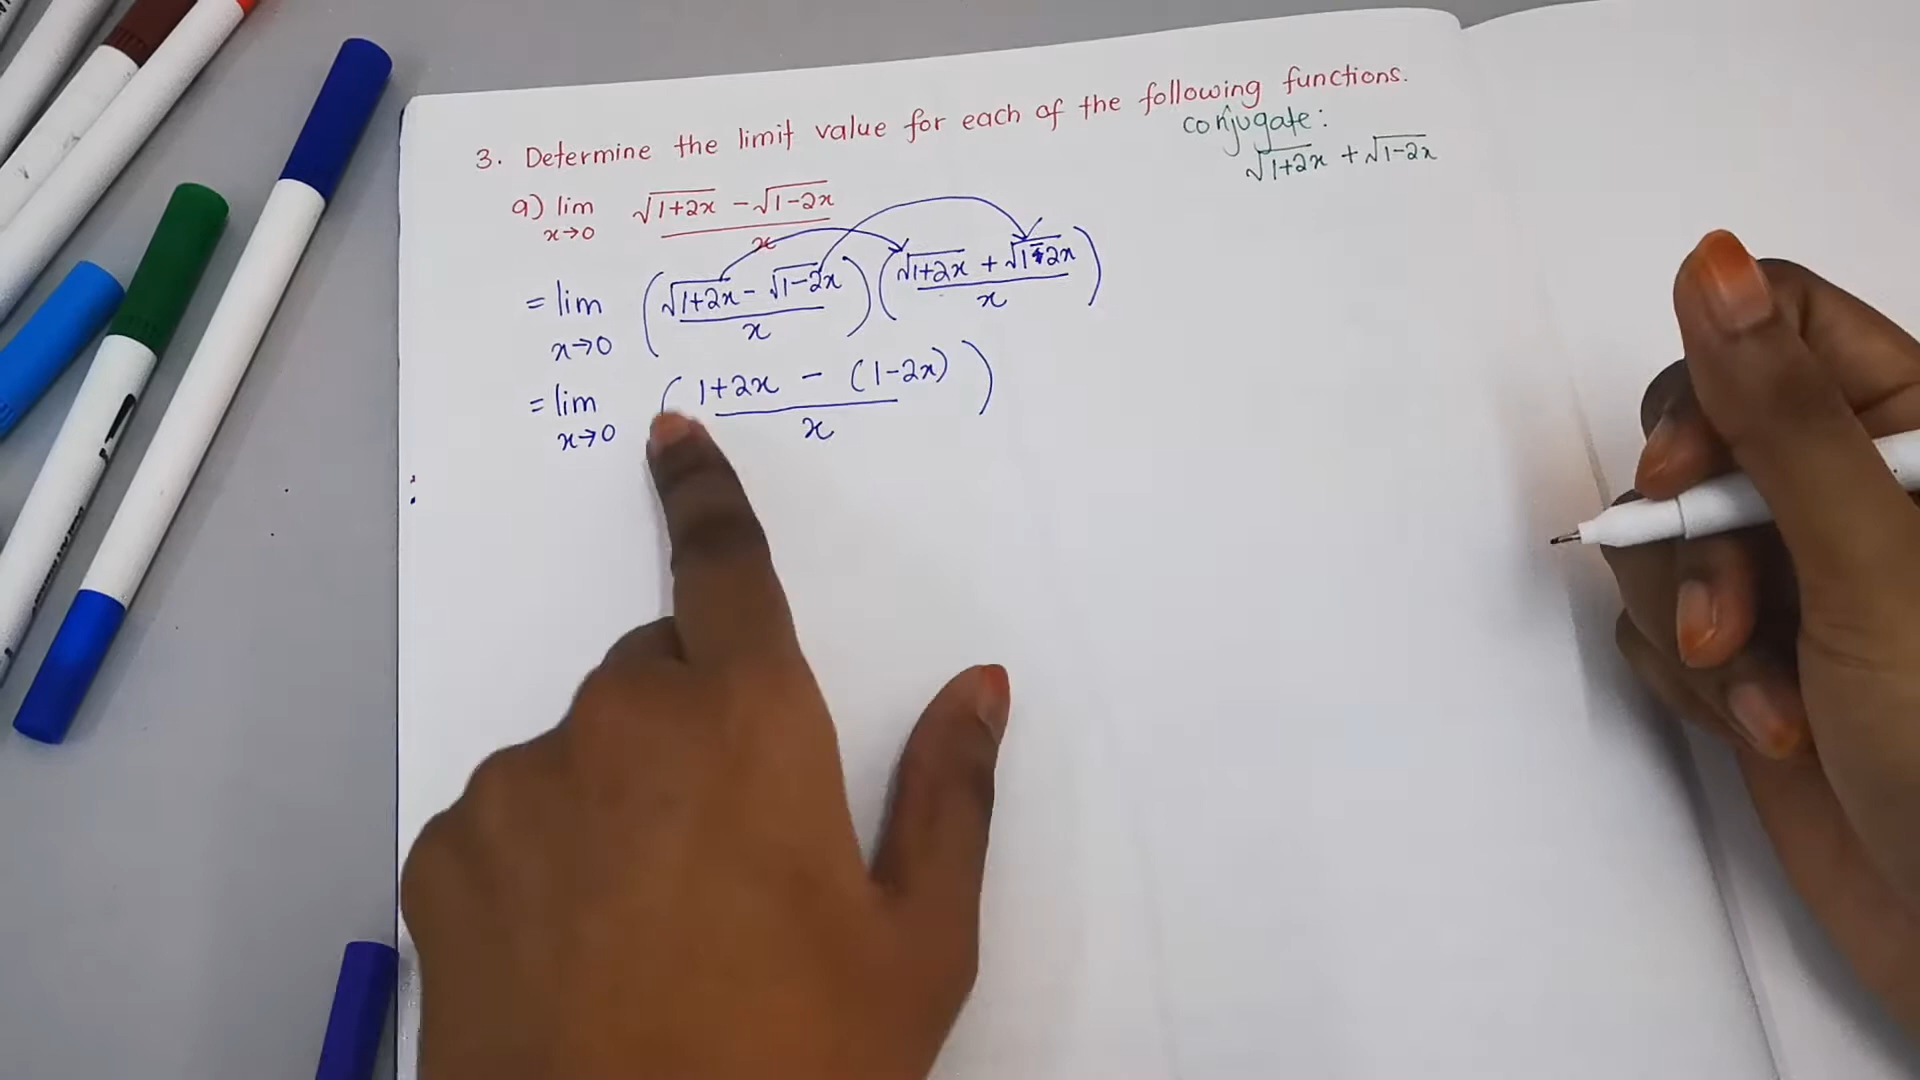 3. Determine the limit value for each of the following functions.
conjugate:
√1+2x + √1-2x
a) lim x→0 √1+2x - √1-2x / x
= lim x→0 (√1+2x - √1-2x / x) (√1+2x + √1-2x / x)
= lim x→0 (1+2x - (1-2x) / x)